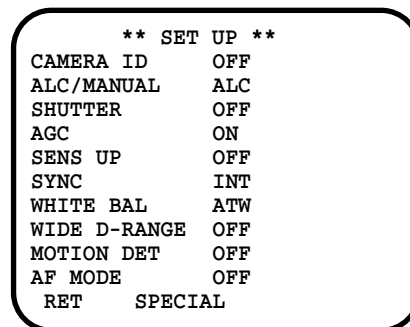 ** SET UP **
CAMERA ID OFF
ALC/MANUAL ALC
SHUTTER OFF
AGC ON
SENS UP OFF
SYNC INT
WHITE BAL ATW
WIDE D-RANGE OFF
MOTION DET OFF
AF MODE OFF
RET SPECIAL